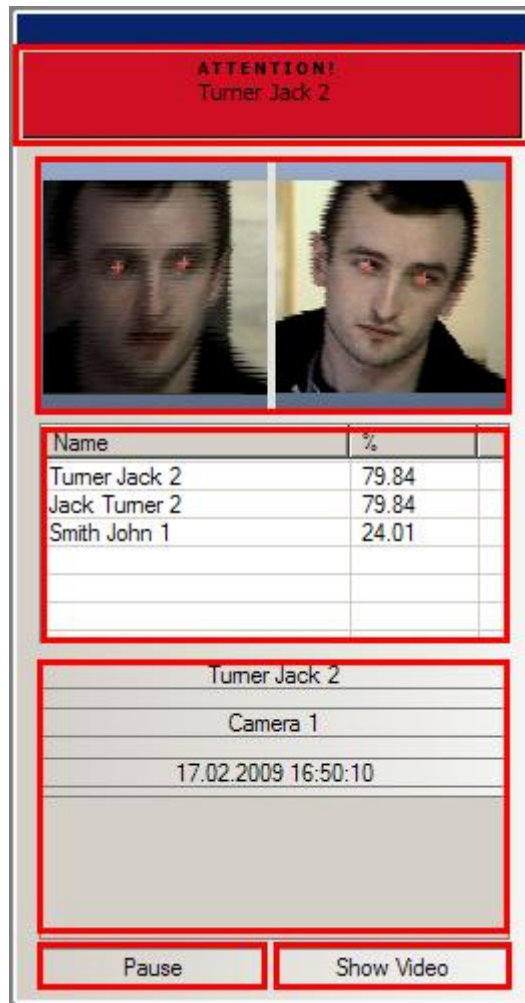 ATTENTION!
Turner Jack 2
Name %
Turner Jack 2 79.84
Jack Turner 2 79.84
Smith John 1 24.01
Turner Jack 2
Camera 1
17.02.2009 16:50:10
Pause Show Video